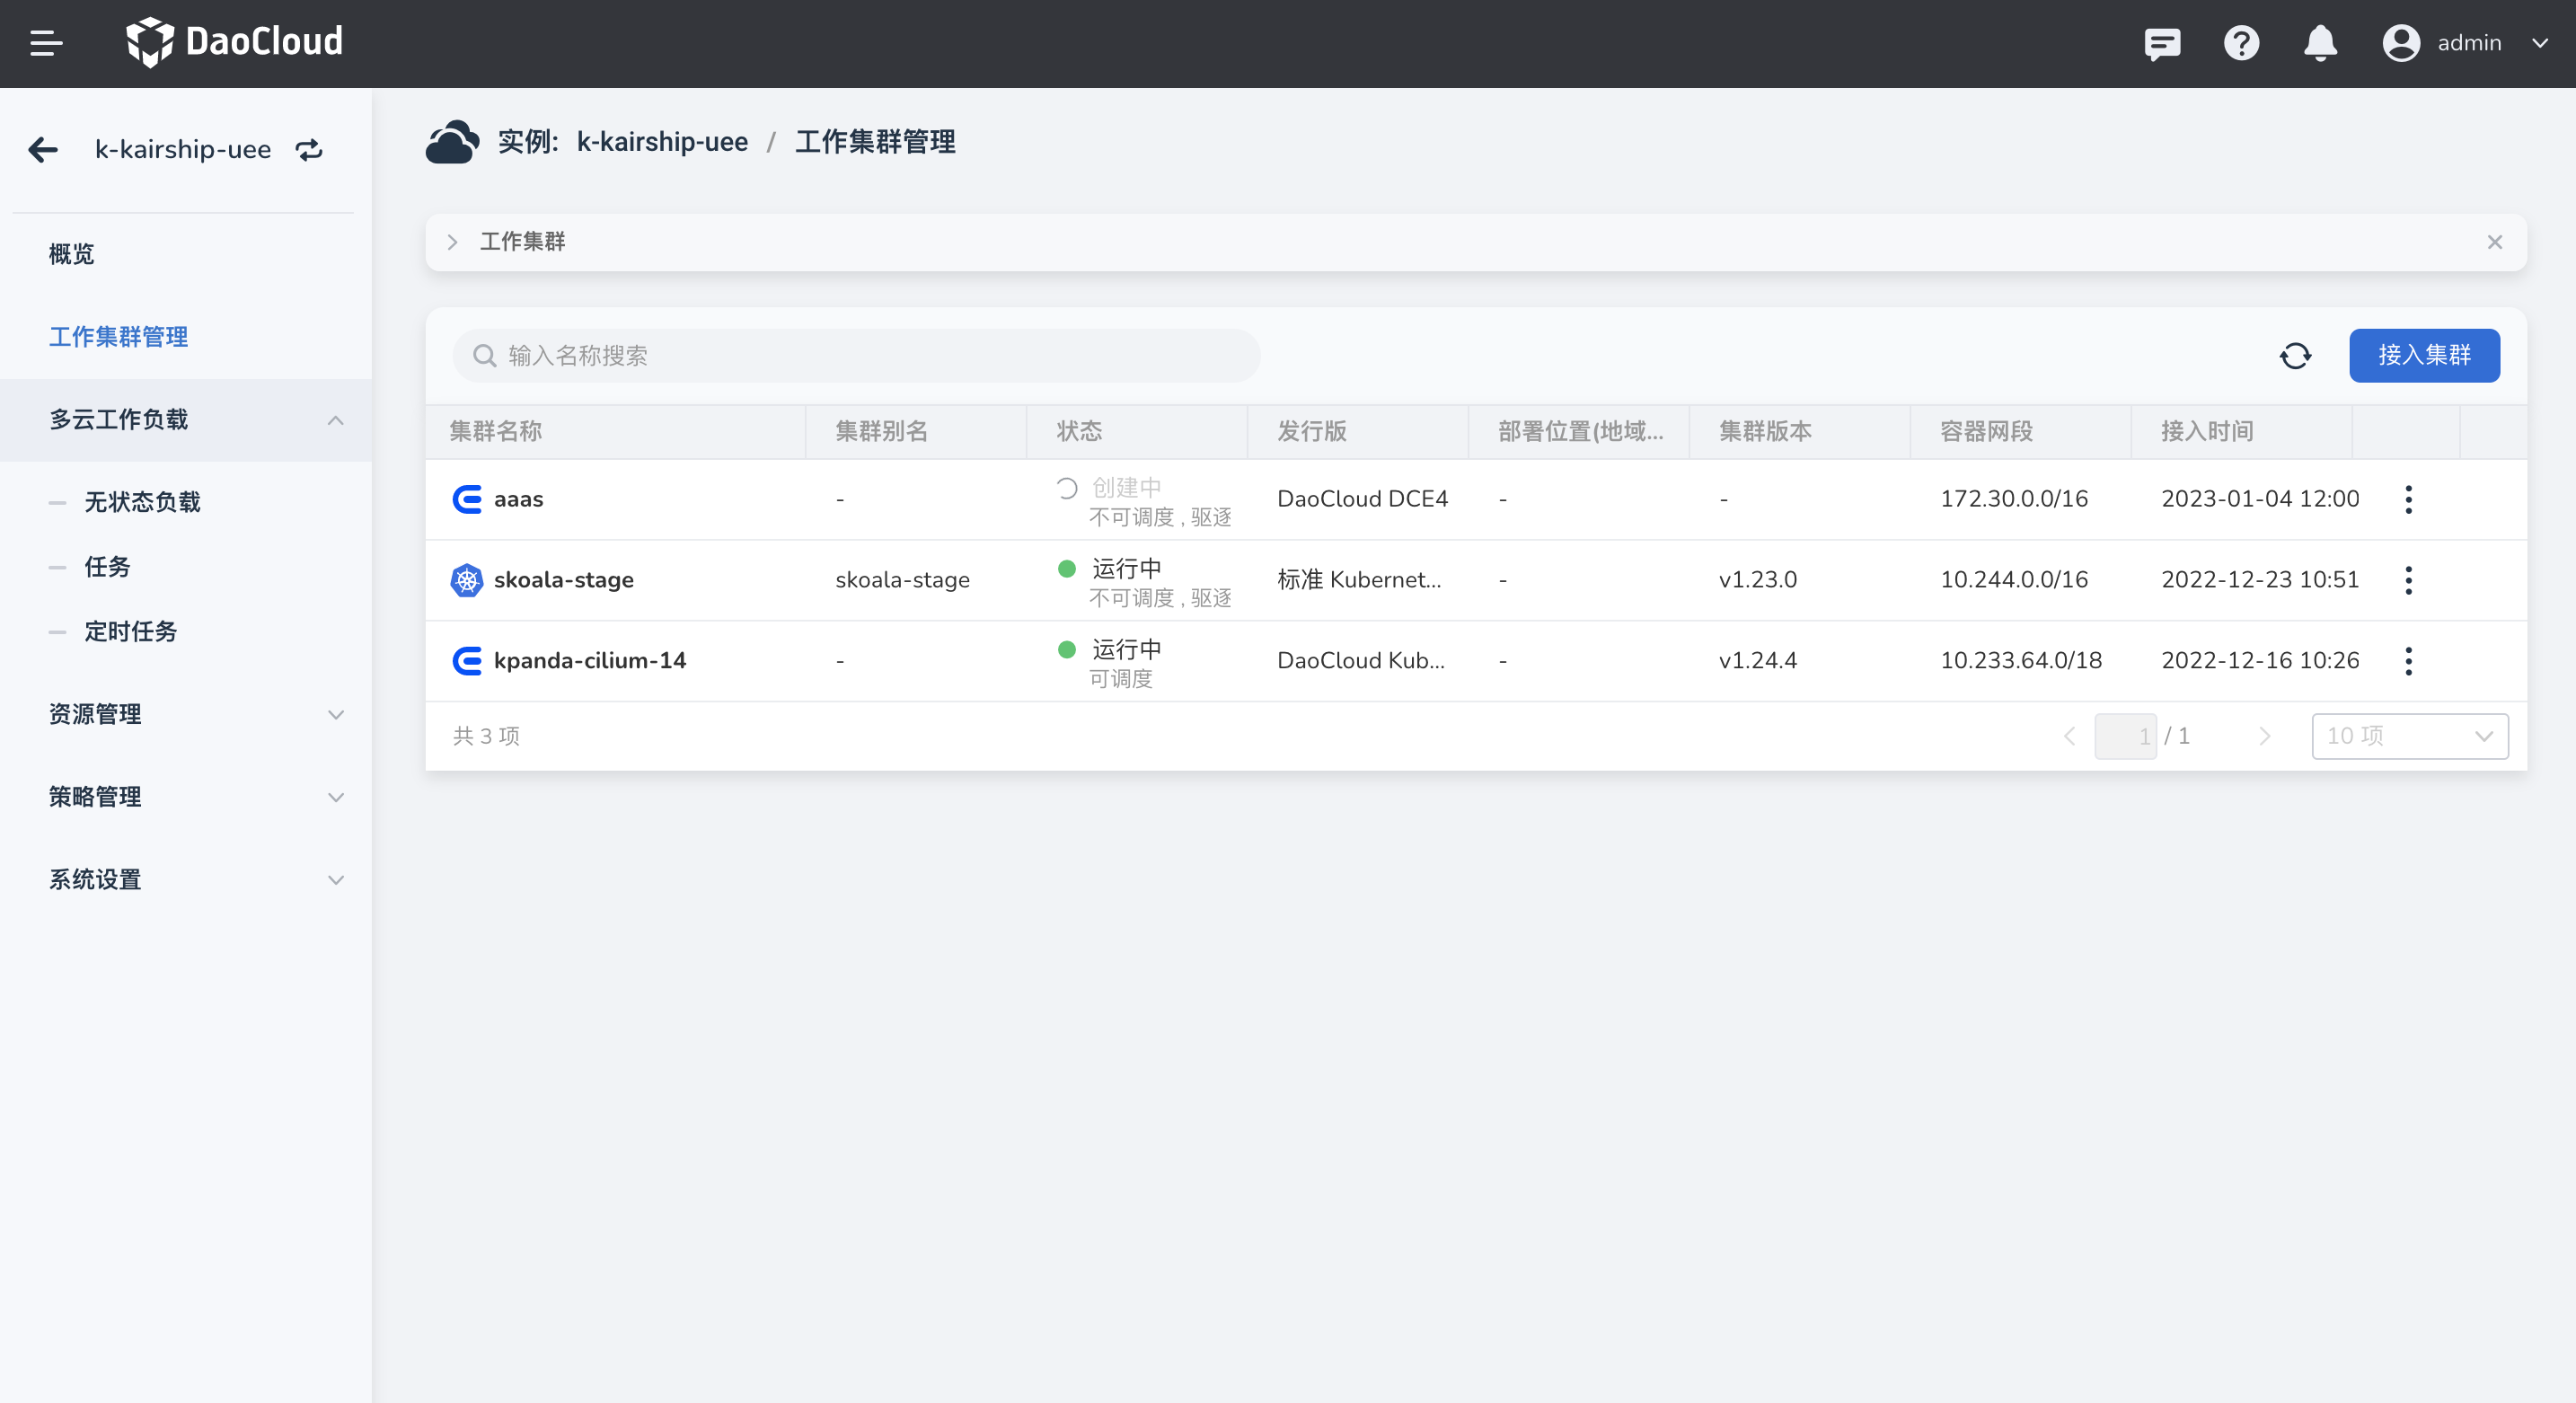 DaoCloud
admin
k-kairship-uee
实例: k-kairship-uee / 工作集群管理
概览
工作集群管理
多云工作负载
无状态负载
任务
定时任务
资源管理
策略管理
系统设置
工作集群
输入名称搜索
接入集群
集群名称 集群别名 状态 发行版 部署位置(地域... 集群版本 容器网段 接入时间
aaas - 创建中 DaoCloud DCE4 - - 172.30.0.0/16 2023-01-04 12:00
不可调度 , 驱逐
skoala-stage skoala-stage 运行中 标准 Kubernet... - v1.23.0 10.244.0.0/16 2022-12-23 10:51
不可调度 , 驱逐
kpanda-cilium-14 - 运行中 DaoCloud Kub... - v1.24.4 10.233.64.0/18 2022-12-16 10:26
可调度
共 3 项 1 / 1 10 项